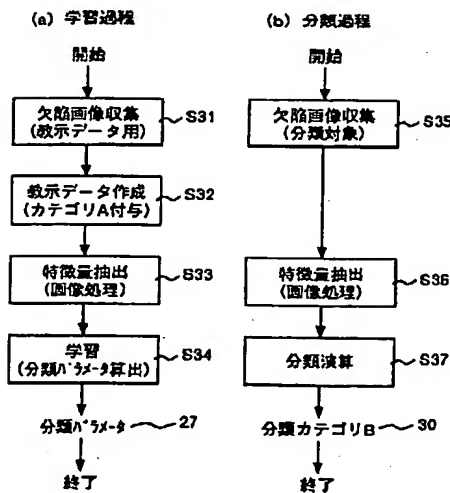 (a) 学習過程
開始
欠陥画像収集
(教示データ用)
S31
教示データ作成
(カテゴリA付与)
S32
特徴量抽出
(画像処理)
S33
学習
(分類パラメータ算出)
S34
分類パラメータ
27
終了
(b) 分類過程
開始
欠陥画像収集
(分類対象)
S35
特徴量抽出
(画像処理)
S36
分類演算
S37
分類カテゴリB
30
終了